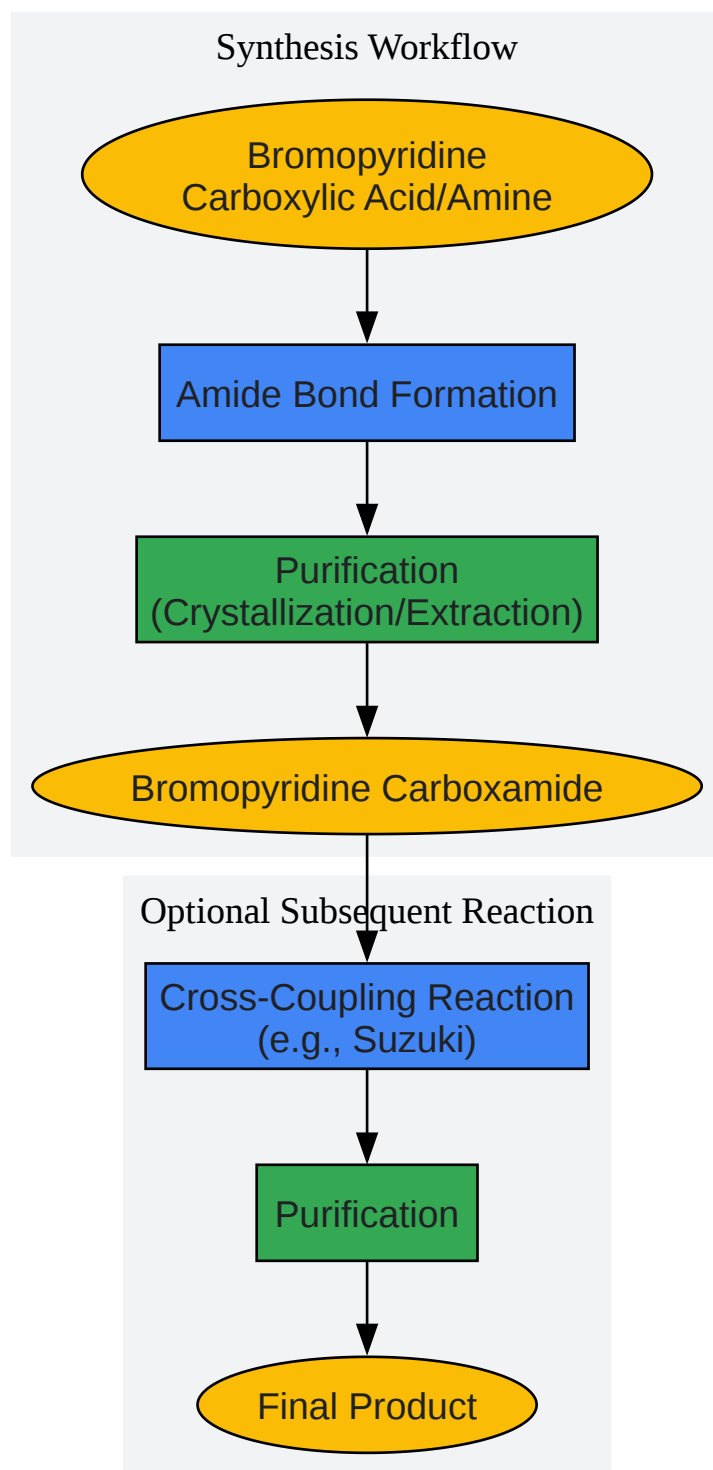 Synthesis Workflow
Bromopyridine
Carboxylic Acid/Amine
Amide Bond Formation
Purification
(Crystallization/Extraction)
Bromopyridine Carboxamide
Optional Subsequent Reaction
Cross-Coupling Reaction
(e.g., Suzuki)
Purification
Final Product